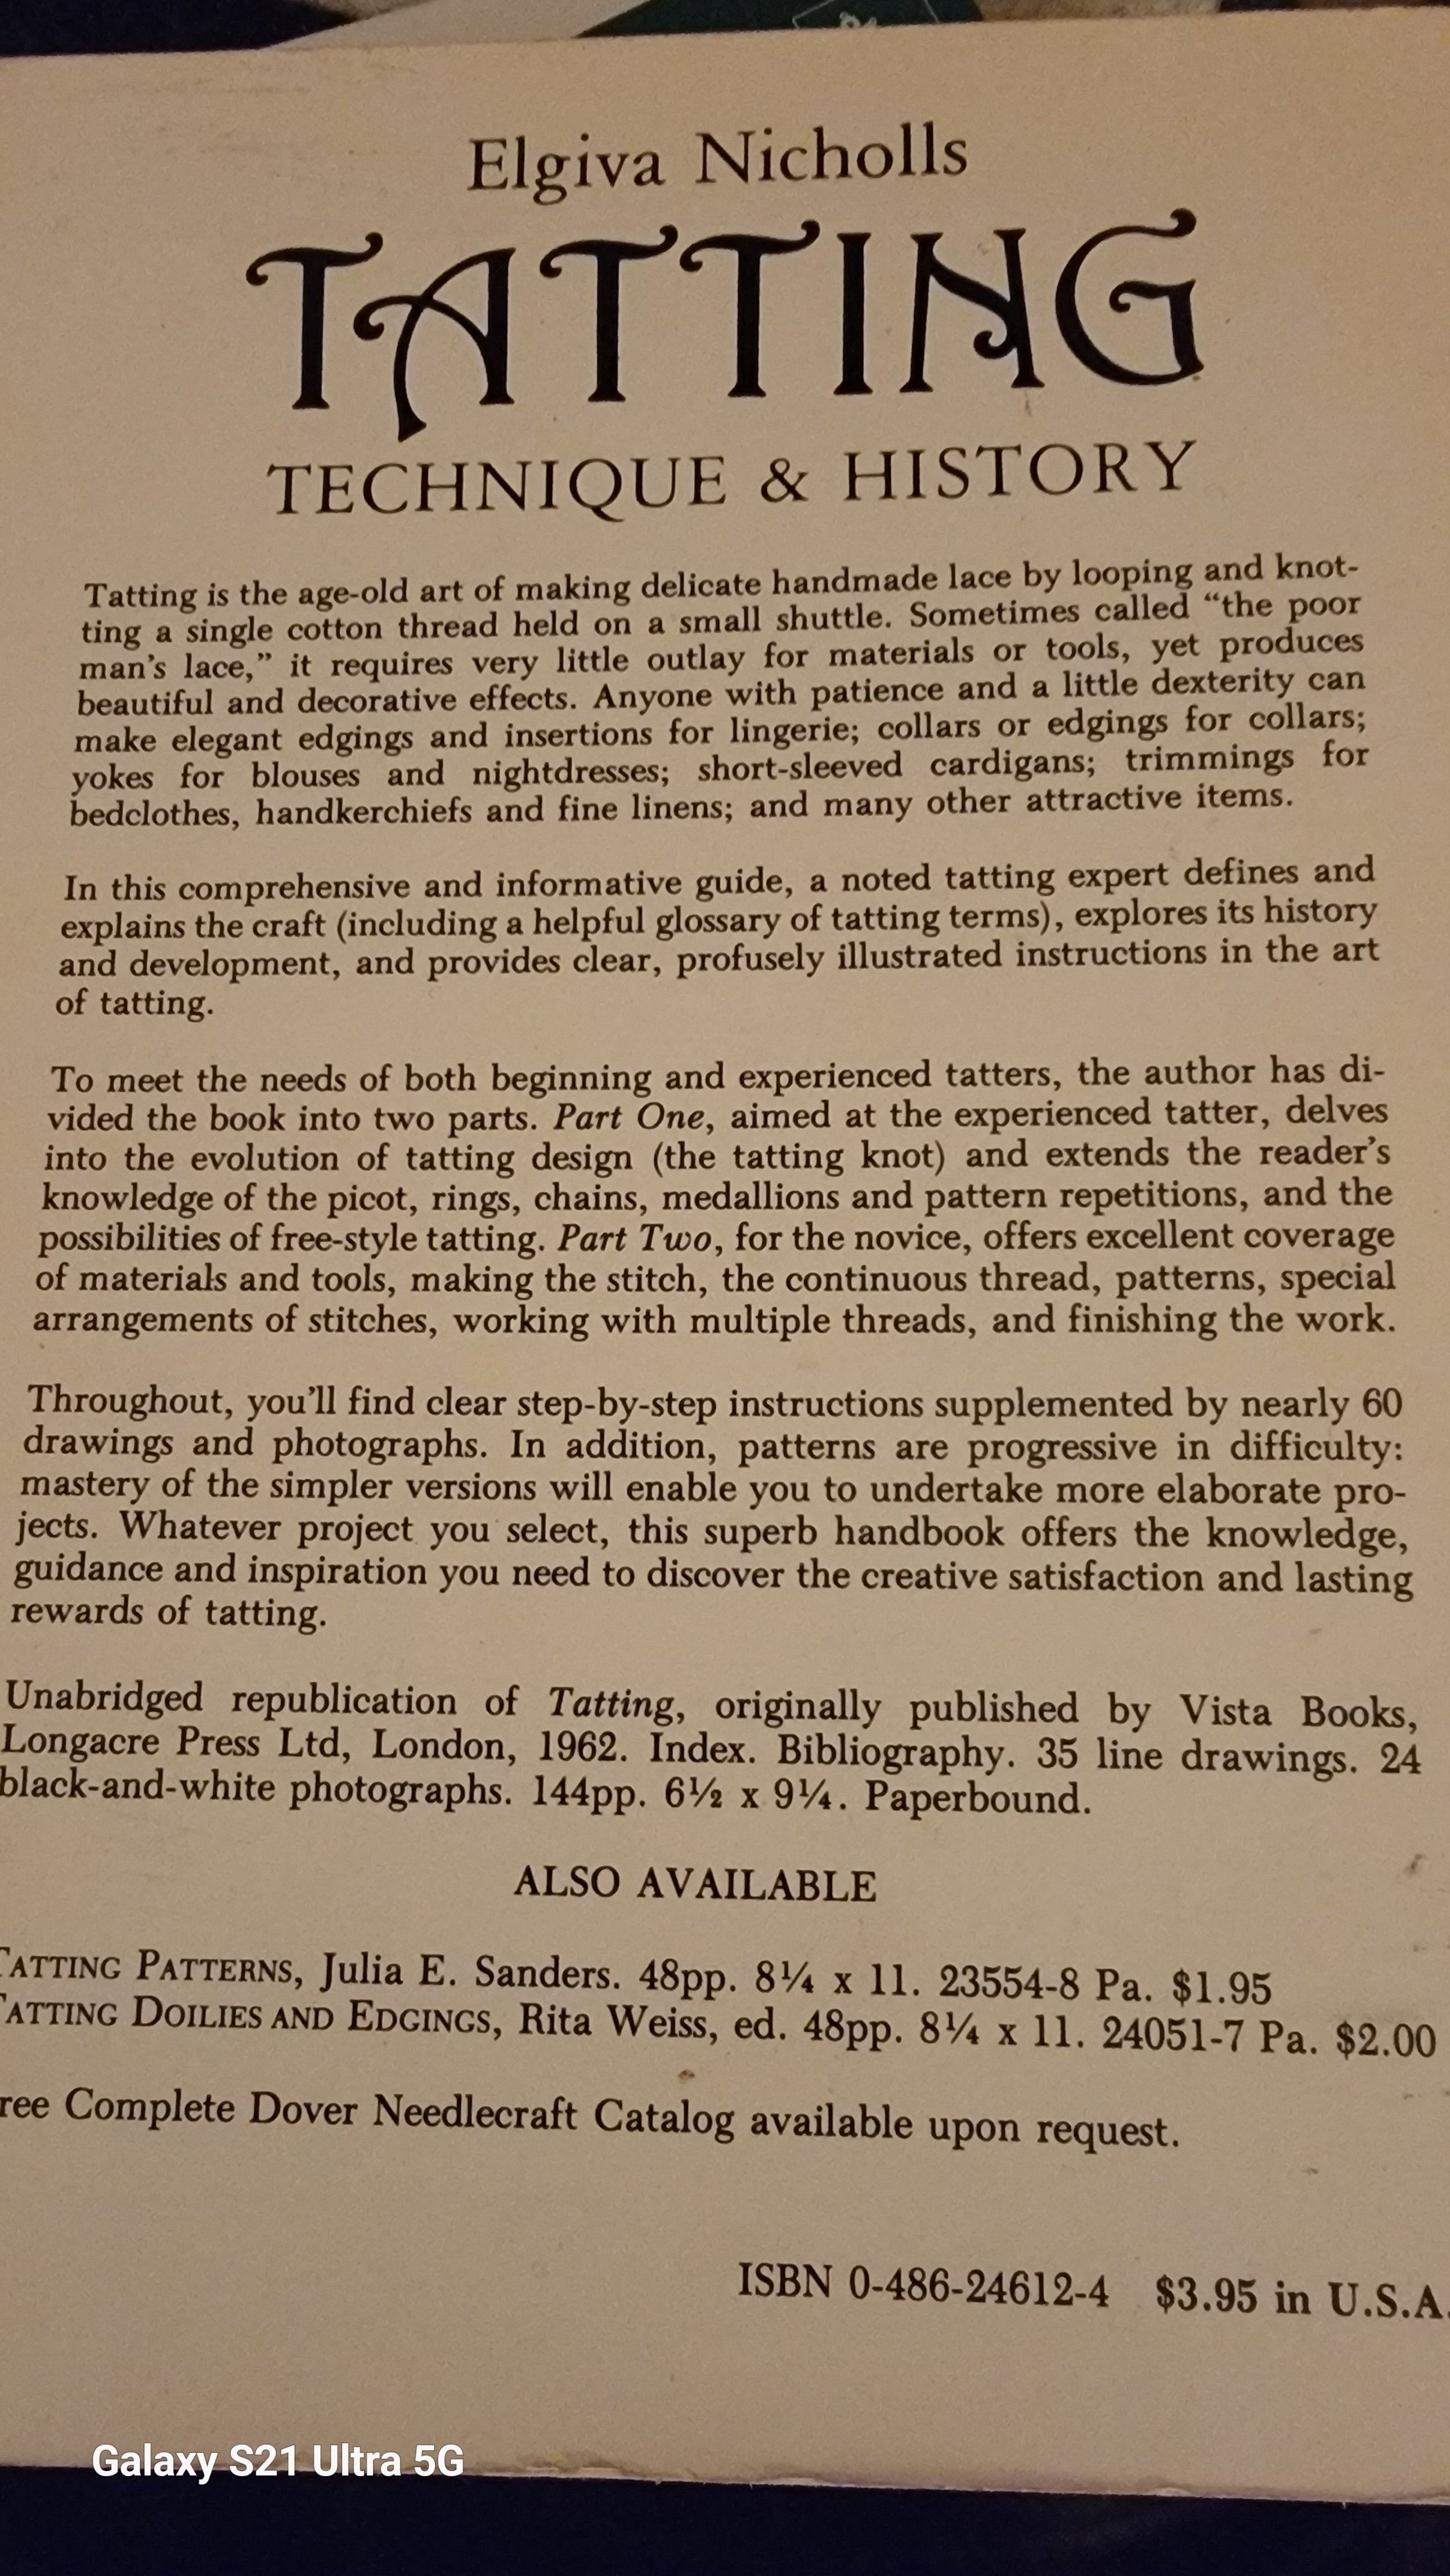 Elgiva Nicholls
TATTING
TECHNIQUE & HISTORY
Tatting is the age-old art of making delicate handmade lace by looping and knot-
ting a single cotton thread held on a small shuttle. Sometimes called “the poor
man’s lace,” it requires very little outlay for materials or tools, yet produces
beautiful and decorative effects. Anyone with patience and a little dexterity can
make elegant edgings and insertions for lingerie; collars or edgings for collars;
yokes for blouses and nightdresses; short-sleeved cardigans; trimmings for
bedclothes, handkerchiefs and fine linens; and many other attractive items.
In this comprehensive and informative guide, a noted tatting expert defines and
explains the craft (including a helpful glossary of tatting terms), explores its history
and development, and provides clear, profusely illustrated instructions in the art
of tatting.
To meet the needs of both beginning and experienced tatters, the author has di-
vided the book into two parts. Part One, aimed at the experienced tatter, delves
into the evolution of tatting design (the tatting knot) and extends the reader’s
knowledge of the picot, rings, chains, medallions and pattern repetitions, and the
possibilities of free-style tatting. Part Two, for the novice, offers excellent coverage
of materials and tools, making the stitch, the continuous thread, patterns, special
arrangements of stitches, working with multiple threads, and finishing the work.
Throughout, you’ll find clear step-by-step instructions supplemented by nearly 60
drawings and photographs. In addition, patterns are progressive in difficulty:
mastery of the simpler versions will enable you to undertake more elaborate pro-
jects. Whatever project you select, this superb handbook offers the knowledge,
guidance and inspiration you need to discover the creative satisfaction and lasting
rewards of tatting.
Unabridged republication of Tatting, originally published by Vista Books,
Longacre Press Ltd, London, 1962. Index. Bibliography. 35 line drawings. 24
black-and-white photographs. 144pp. 6½ x 9¼. Paperbound.
ALSO AVAILABLE
TATTING PATTERNS, Julia E. Sanders. 48pp. 8¼ x 11. 23554-8 Pa. $1.95
TATTING DOILIES AND EDGINGS, Rita Weiss, ed. 48pp. 8¼ x 11. 24051-7 Pa. $2.00
ree Complete Dover Needlecraft Catalog available upon request.
ISBN 0-486-24612-4 $3.95 in U.S.A.
Galaxy S21 Ultra 5G